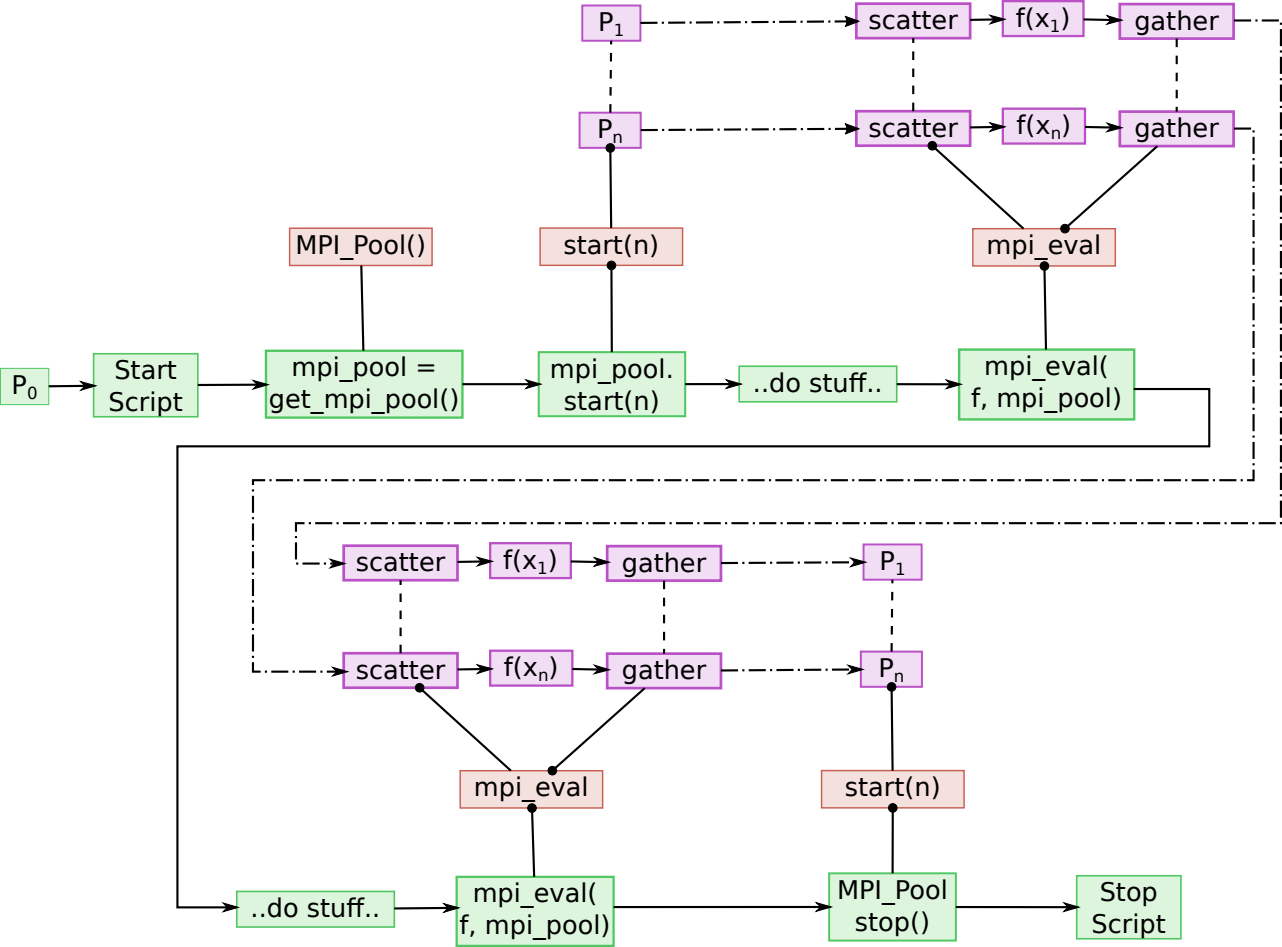 P1
scatter
f(x1)
gather
Pn
scatter
f(xn)
gather
MPI_Pool()
start(n)
mpi_eval
P0
Start
Script
mpi_pool =
get_mpi_pool()
mpi_pool.
start(n)
..do stuff..
mpi_eval(
f, mpi_pool)
scatter
f(x1)
gather
P1
scatter
f(xn)
gather
Pn
mpi_eval
start(n)
..do stuff..
mpi_eval(
f, mpi_pool)
MPI_Pool
stop()
Stop
Script